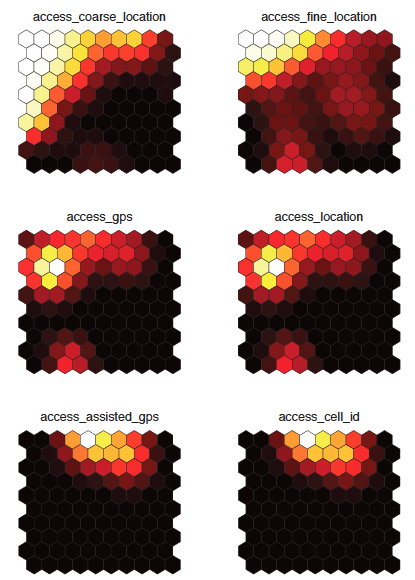 access_coarse_location
access_fine_location
access_gps
access_location
access_assisted_gps
access_cell_id